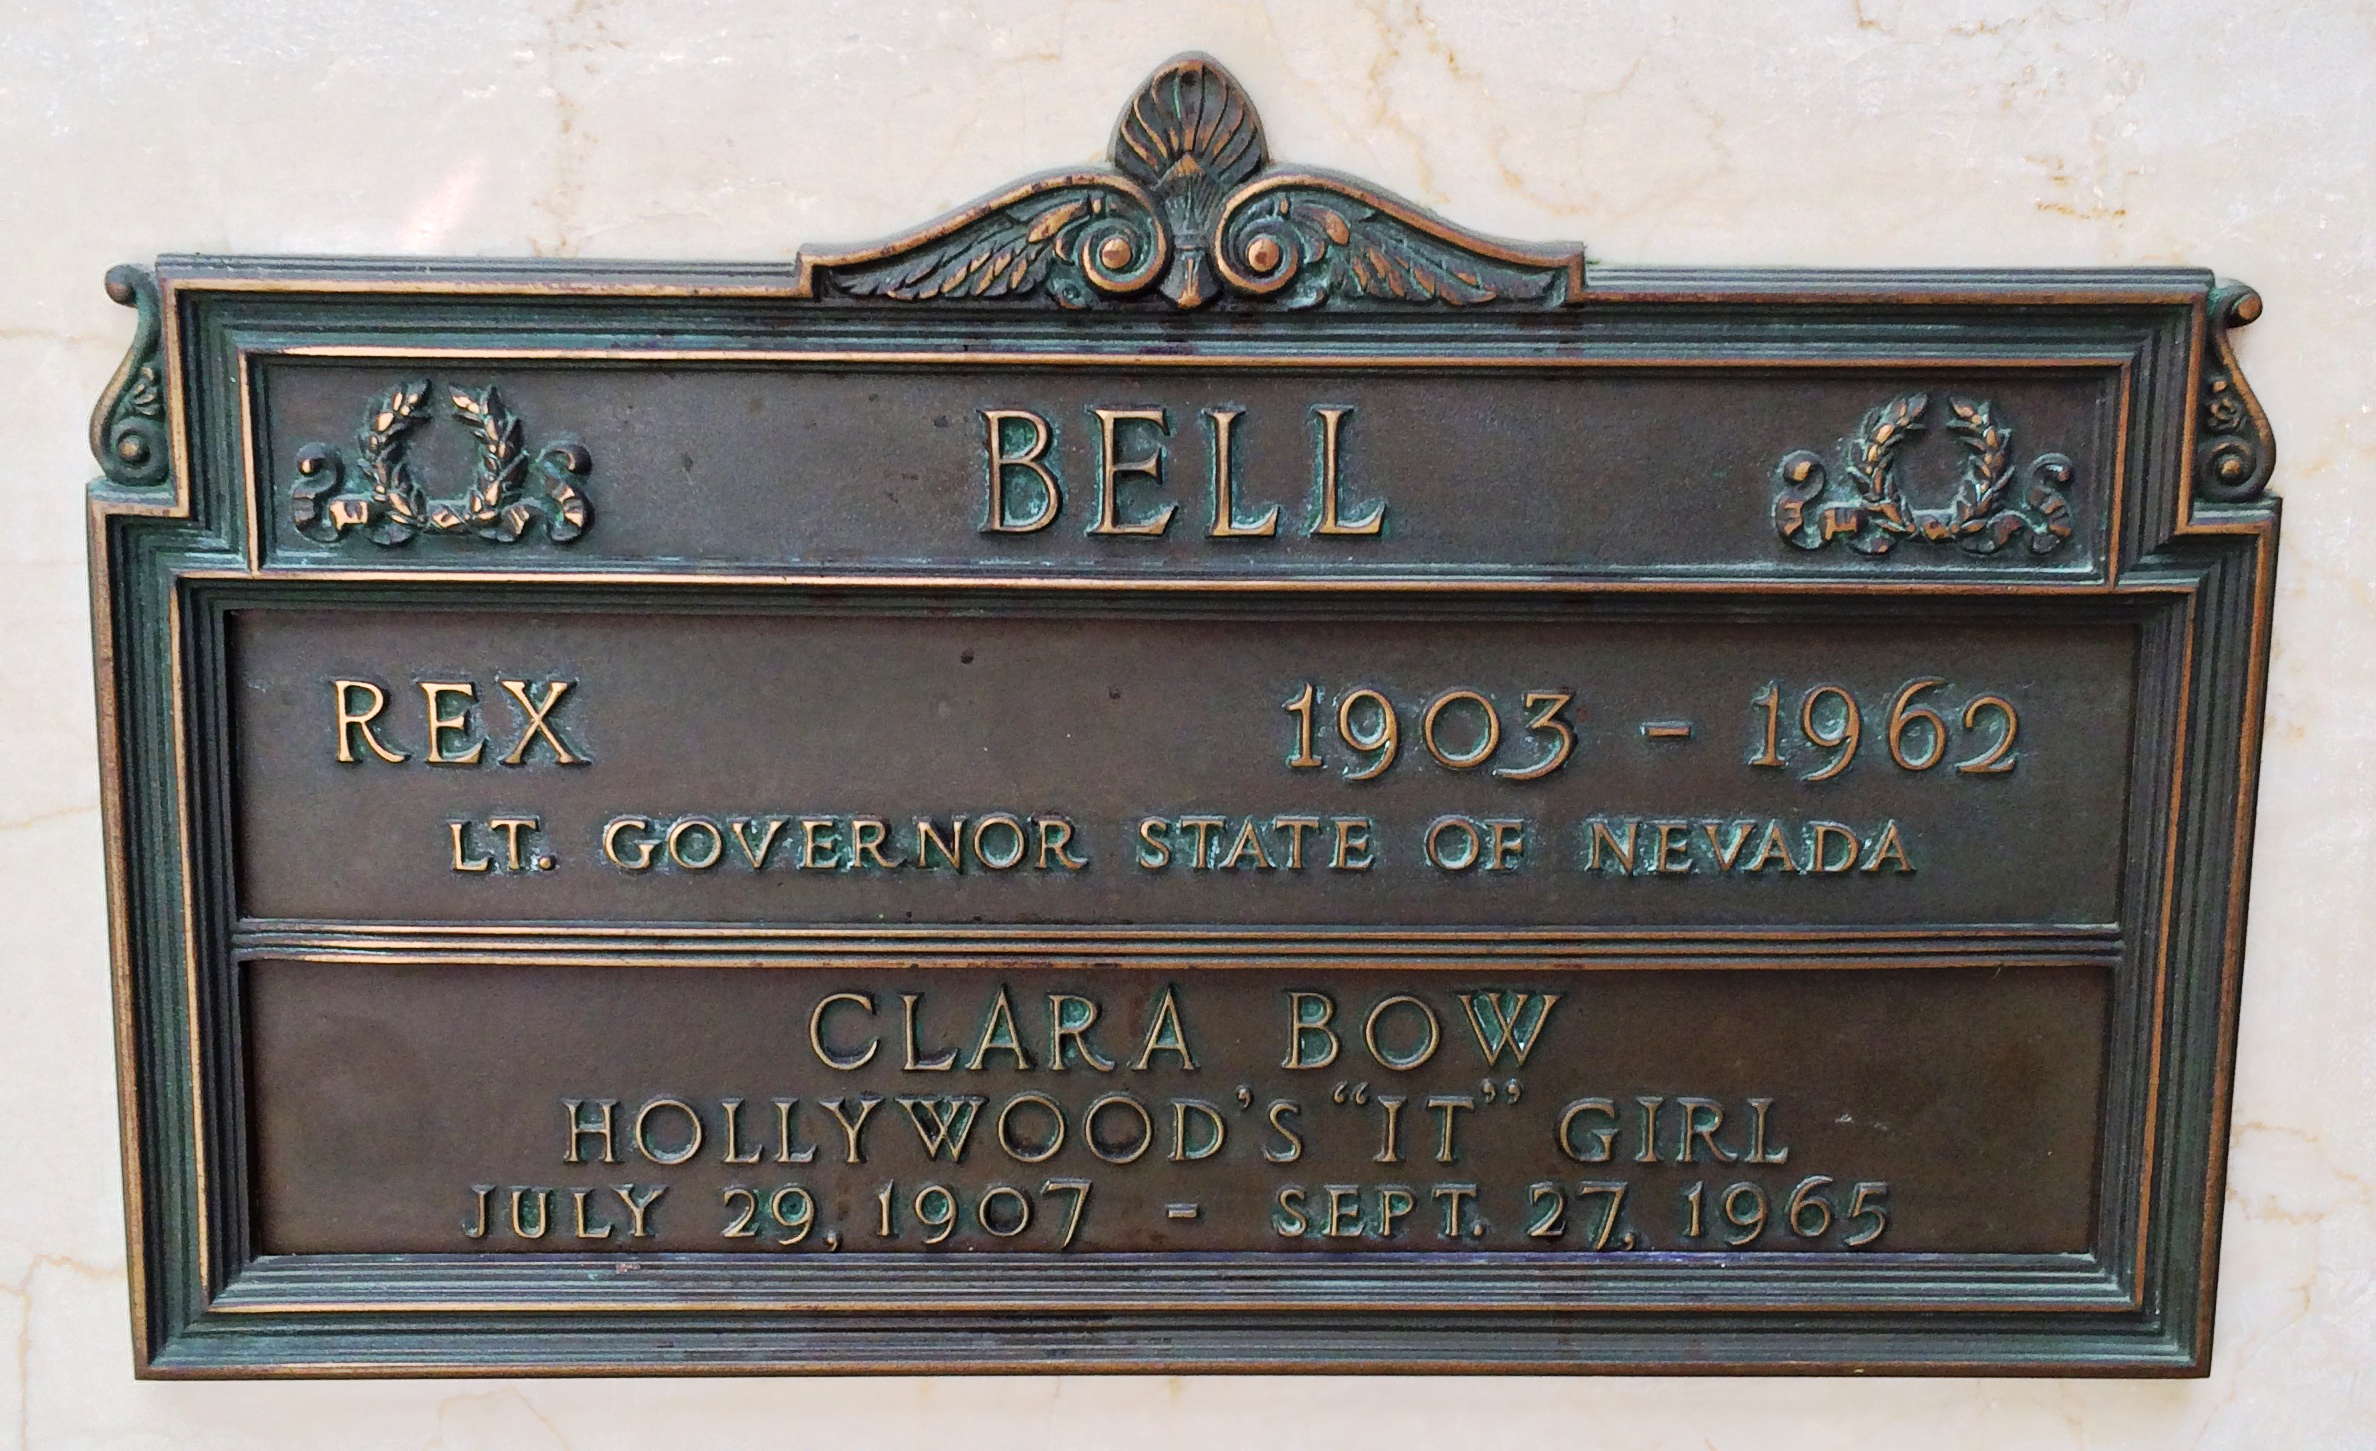 BELL
REX 1903 - 1962
LT. GOVERNOR STATE OF NEVADA
CLARA BOW
HOLLYWOOD'S “IT” GIRL
JULY 29, 1907 - SEPT. 27, 1965